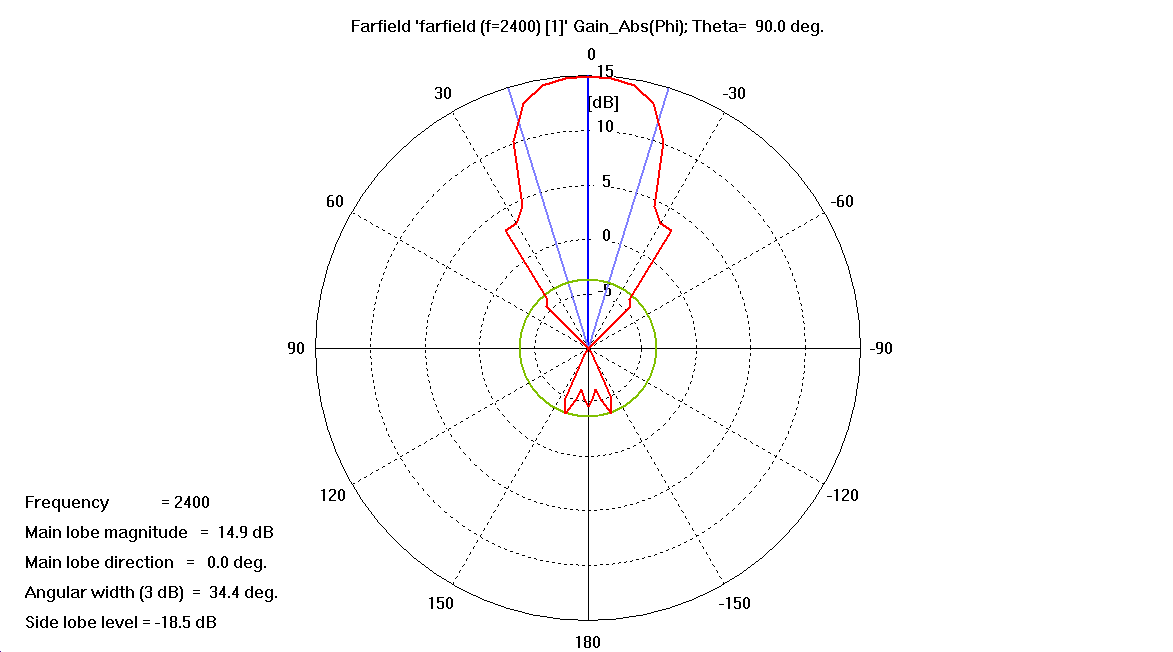 Farfield 'farfield (f=2400) [1]' Gain_Abs(Phi); Theta= 90.0 deg.
0
15
30
-30
[dB]
10
5
60
-60
0
-5
90
-90
120
-120
150
-150
180
Frequency = 2400
Main lobe magnitude = 14.9 dB
Main lobe direction = 0.0 deg.
Angular width (3 dB) = 34.4 deg.
Side lobe level = -18.5 dB